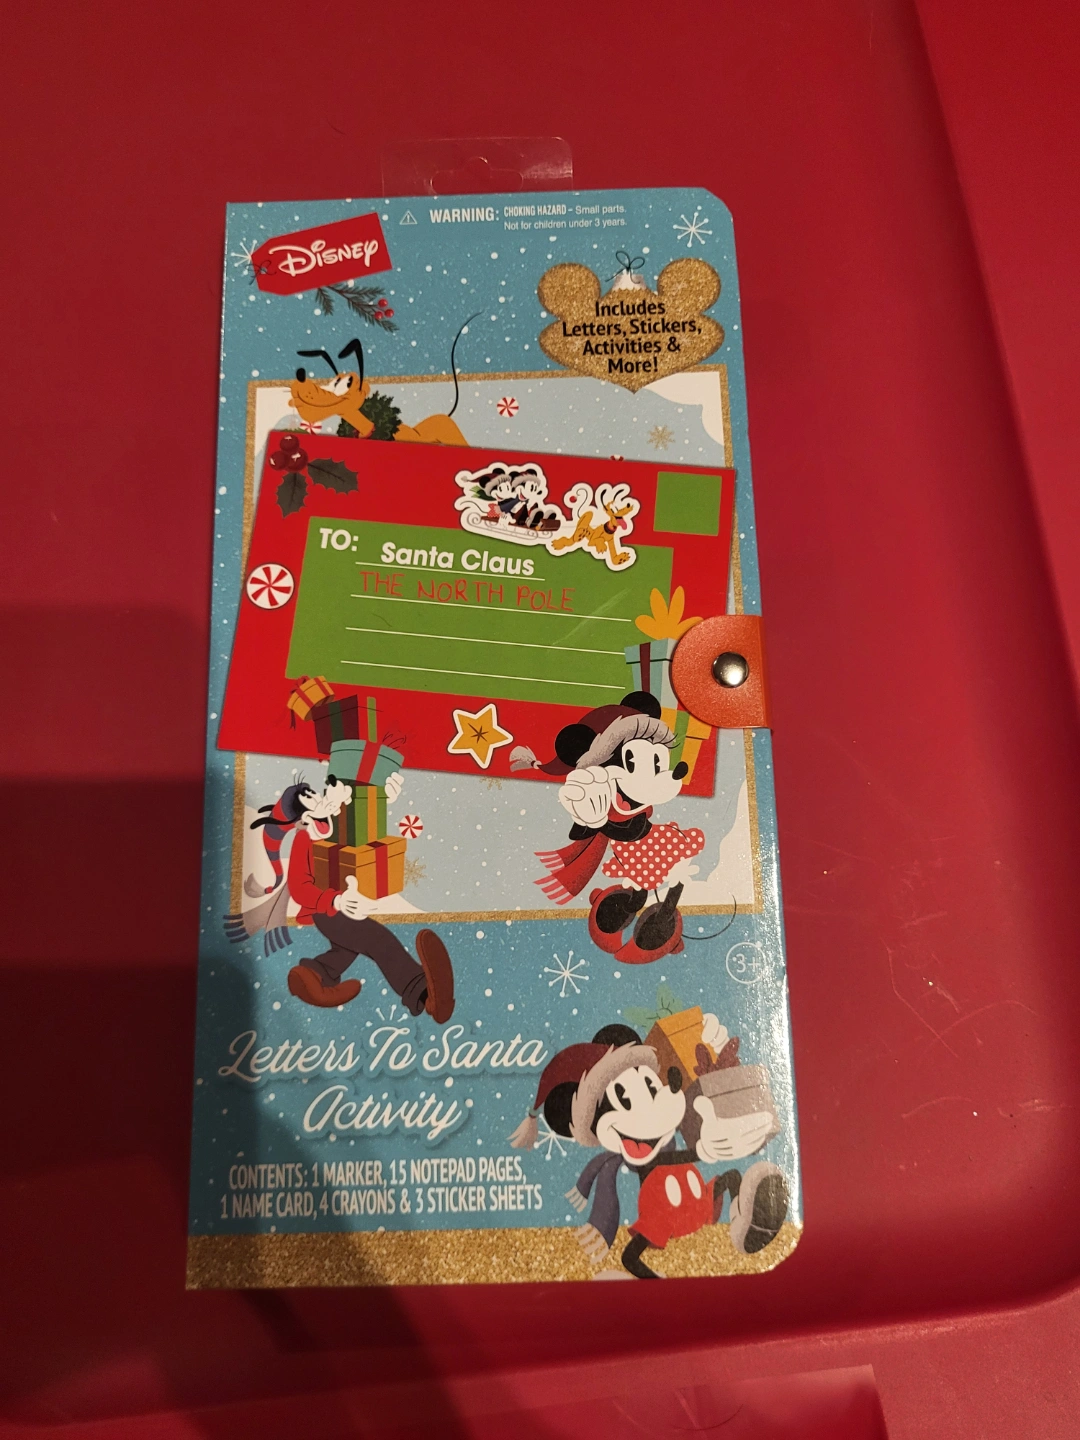 WARNING: CHOKING HAZARD – Small parts.
Not for children under 3 years.
Disney
Includes
Letters, Stickers,
Activities &
More!
TO: Santa Claus
THE NORTH POLE
3+
Letters To Santa
Activity
CONTENTS: 1 MARKER, 15 NOTEPAD PAGES,
1 NAME CARD, 4 CRAYONS & 3 STICKER SHEETS